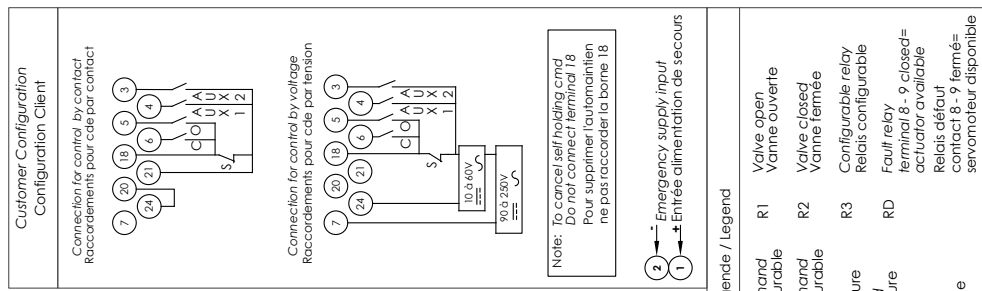 Customer Configuration
Configuration Client
Connection for control by contact
Raccordements pour cde par contact
7
20
18
5
3
24
21
6
4
S
C
O
A
U
X
1
A
U
X
2
Connection for control by voltage
Raccordements pour cde par tension
7
20
18
5
3
24
21
6
4
S
C
O
A
U
X
1
A
U
X
2
10 à 60V
90 à 250V
Note: To cancel self holding cmd
Do not connect terminal 18
Pour supprimer l'automaintien
ne pas raccorder la borne 18
2 - Emergency supply input
1 + Entrée alimentation de secours
ende / Legend
R1 Valve open
Vanne ouverte
R2 Valve closed
Vanne fermée
R3 Configurable relay
Relais configurable
RD Fault relay
terminal 8 - 9 closed=
actuator available
Relais défaut
contact 8 - 9 fermé=
servomoteur disponible